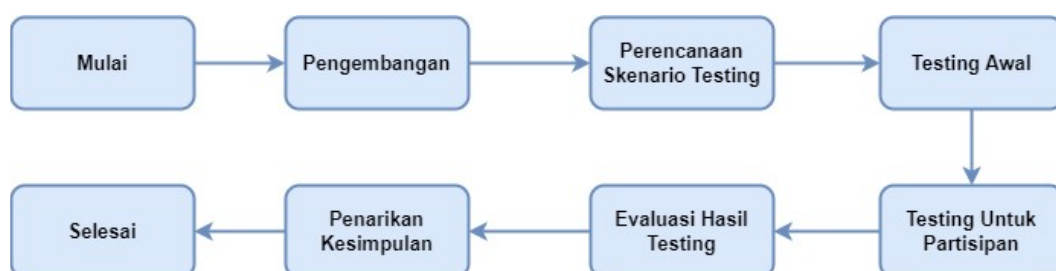 Mulai
Pengembangan
Perencanaan
Skenario Testing
Testing Awal
Testing Untuk
Partisipan
Evaluasi Hasil
Testing
Penarikan
Kesimpulan
Selesai